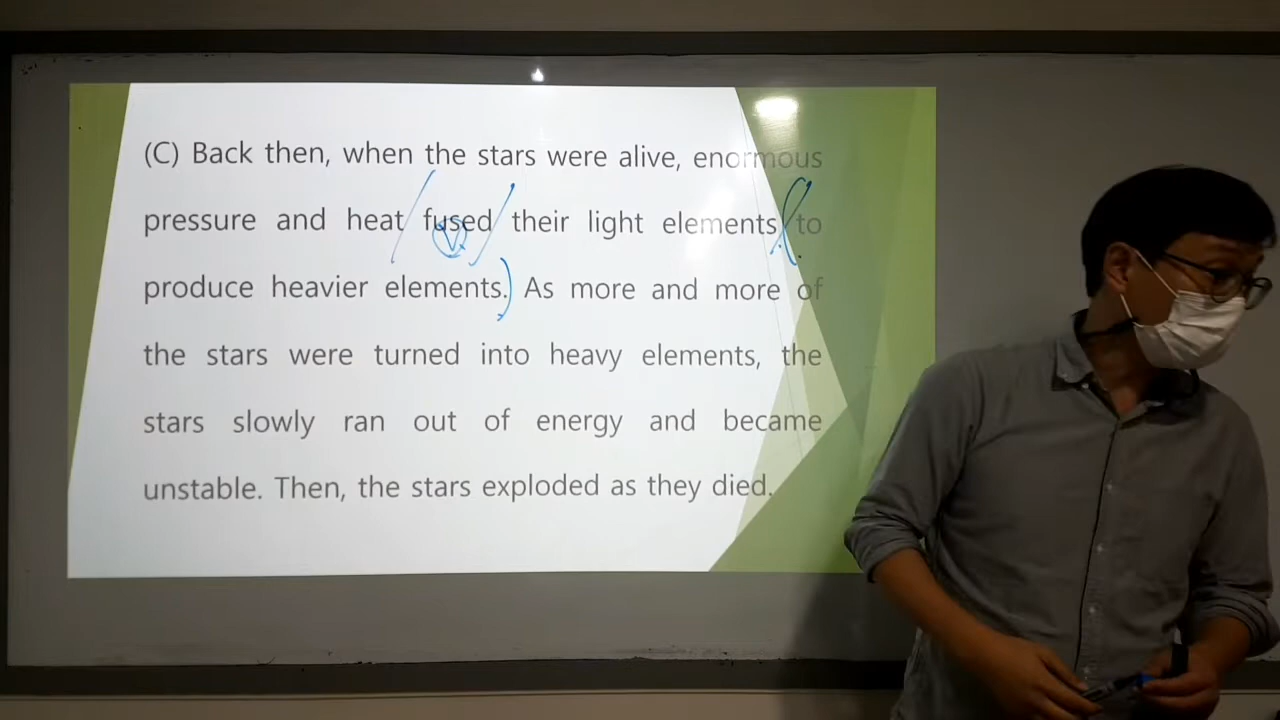 (C) Back then, when the stars were alive, enormous
pressure and heat fused their light elements to
produce heavier elements. As more and more of
the stars were turned into heavy elements, the
stars slowly ran out of energy and became
unstable. Then, the stars exploded as they died.
V